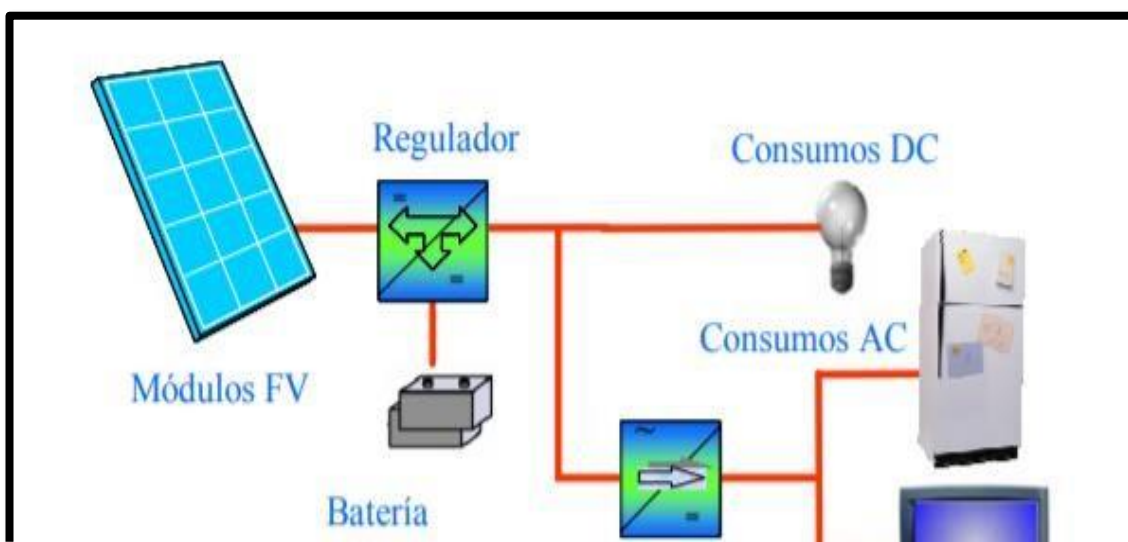 Regulador
Consumos DC
Consumos AC
Módulos FV
Batería